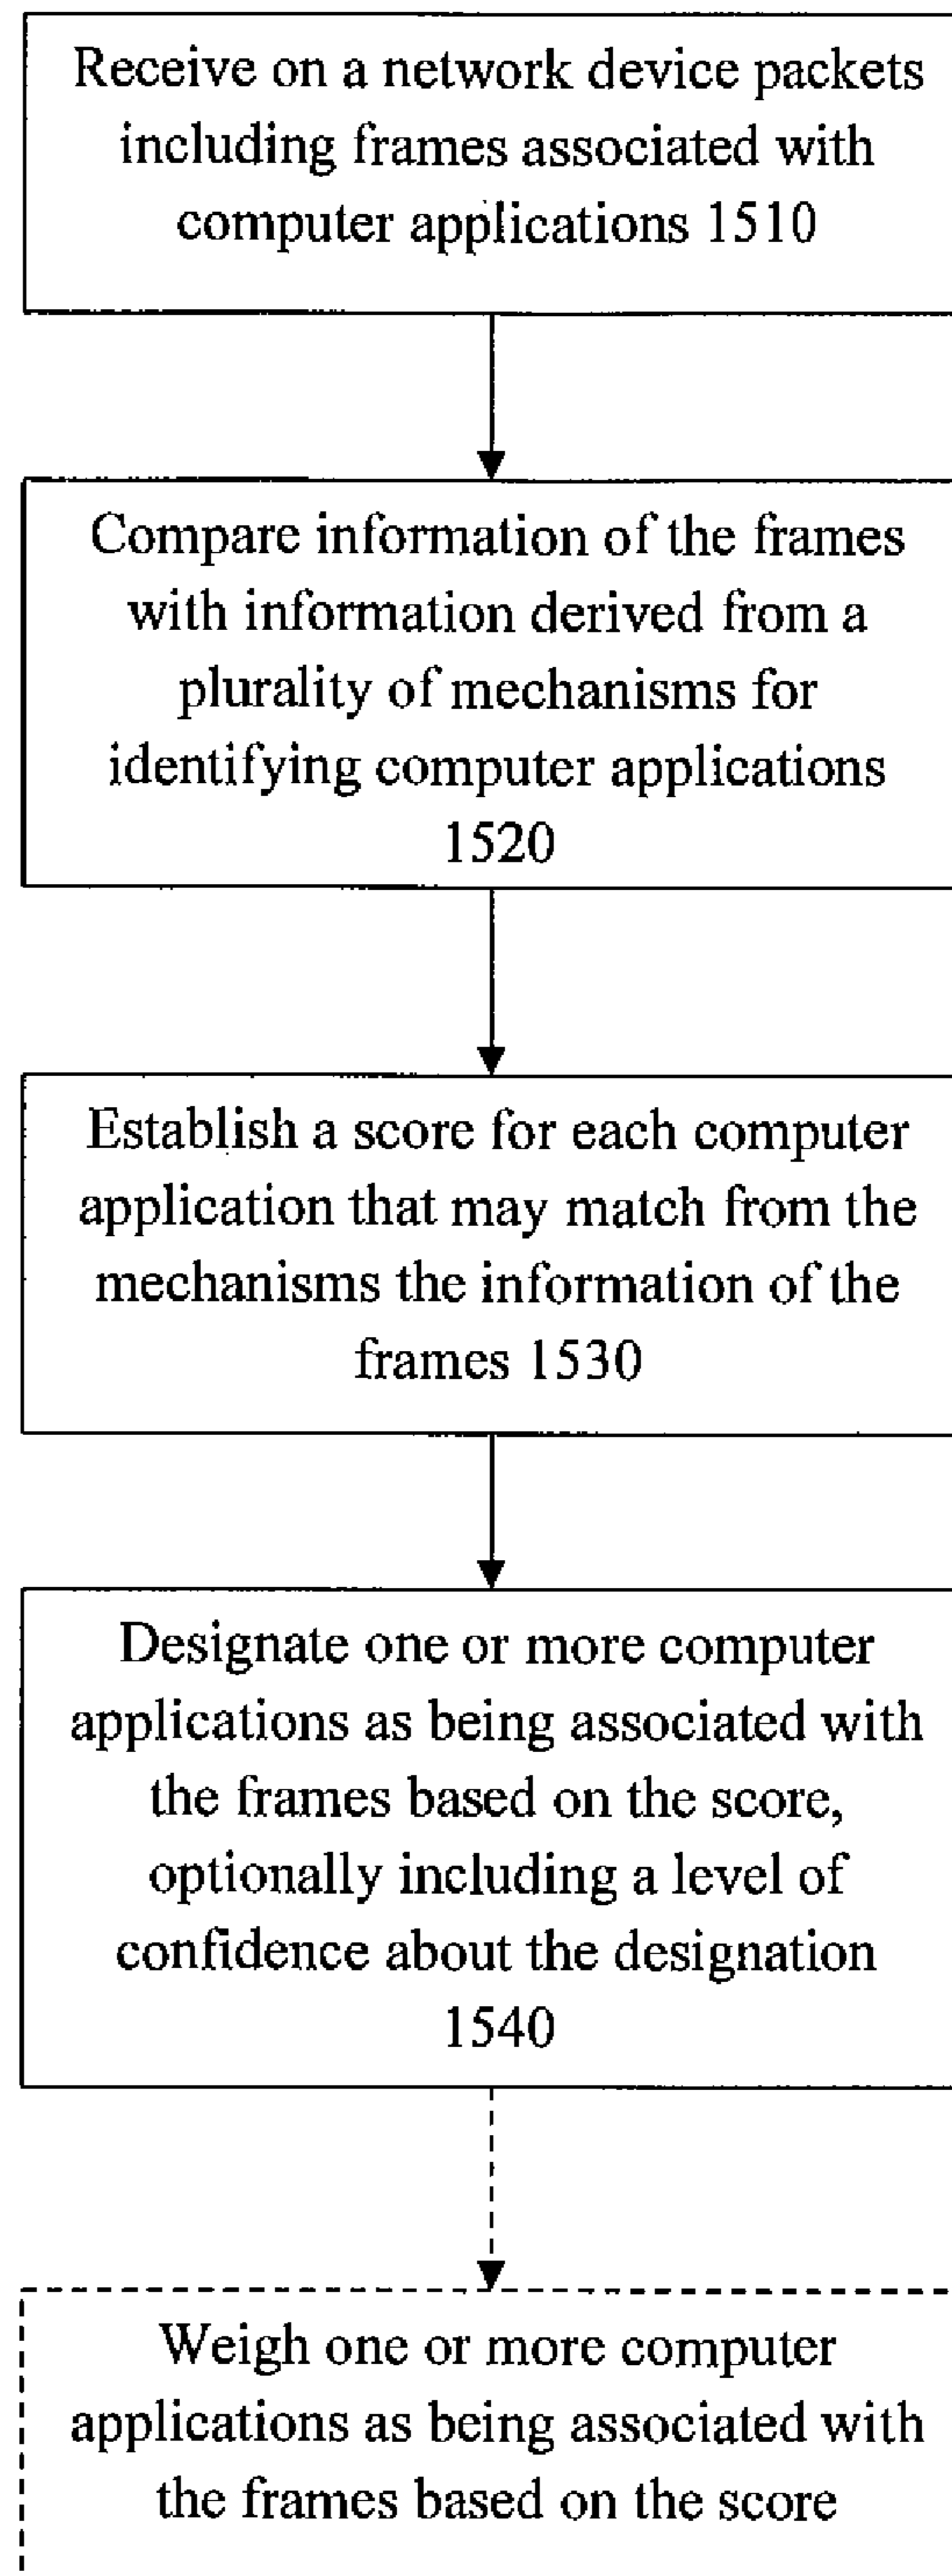 Receive on a network device packets
including frames associated with
computer applications 1510
Compare information of the frames
with information derived from a
plurality of mechanisms for
identifying computer applications
1520
Establish a score for each computer
application that may match from the
mechanisms the information of the
frames 1530
Designate one or more computer
applications as being associated with
the frames based on the score,
optionally including a level of
confidence about the designation
1540
Weigh one or more computer
applications as being associated with
the frames based on the score